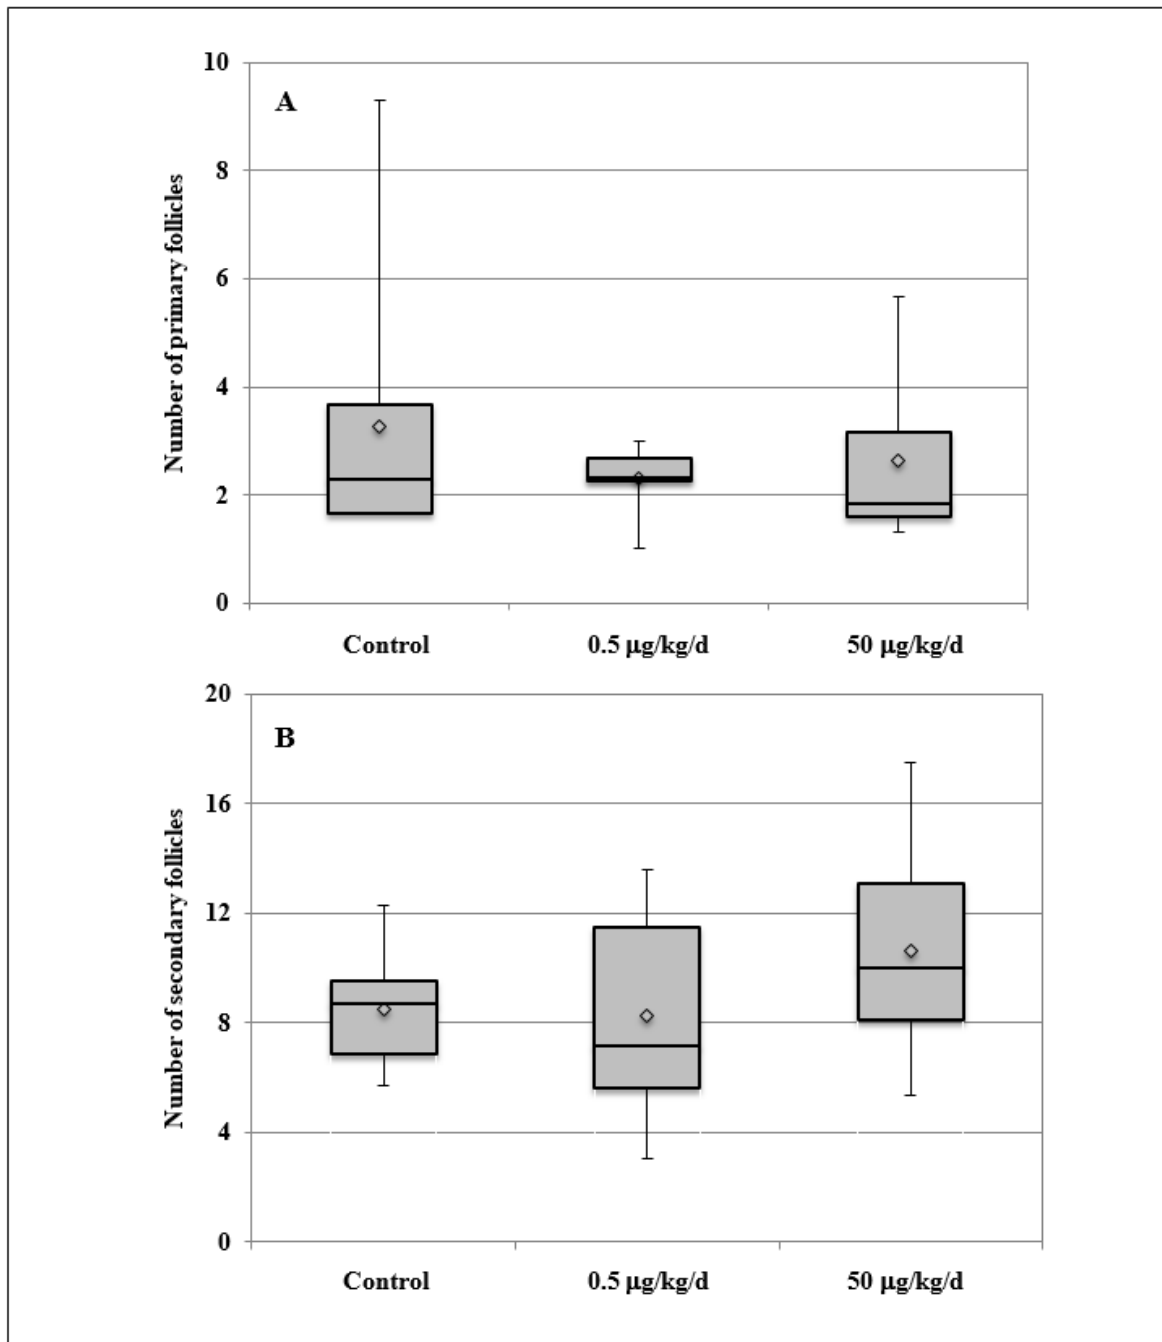 10
A
8
6
4
2
0
Number of primary follicles
Control 0.5 µg/kg/d 50 µg/kg/d
20
B
16
12
8
4
0
Number of secondary follicles
Control 0.5 µg/kg/d 50 µg/kg/d